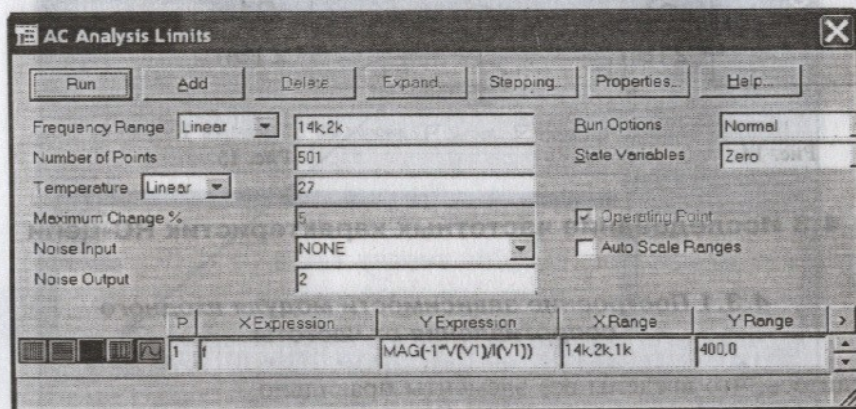 AC Analysis Limits
Run Add Delete Expand... Stepping... Properties... Help...
Frequency Range Linear 14k,2k Run Options Normal
Number of Points 501 State Variables Zero
Temperature Linear 27
Maximum Change % 5 Operating Point
Noise Input NONE Auto Scale Ranges
Noise Output 2
P X Expression Y Expression X Range Y Range >
1 f MAG(-1*V(V1)/I(V1)) 14k,2k,1k 400,0